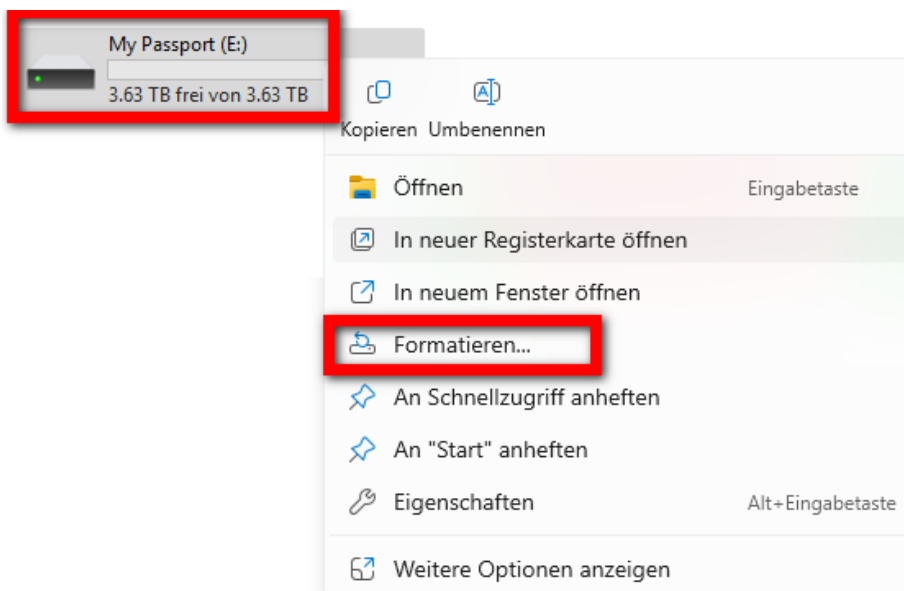 My Passport (E:)
3.63 TB frei von 3.63 TB
Kopieren Umbenennen
Öffnen Eingabetaste
In neuer Registerkarte öffnen
In neuem Fenster öffnen
Formatieren...
An Schnellzugriff anheften
An "Start" anheften
Eigenschaften Alt+Eingabetaste
Weitere Optionen anzeigen